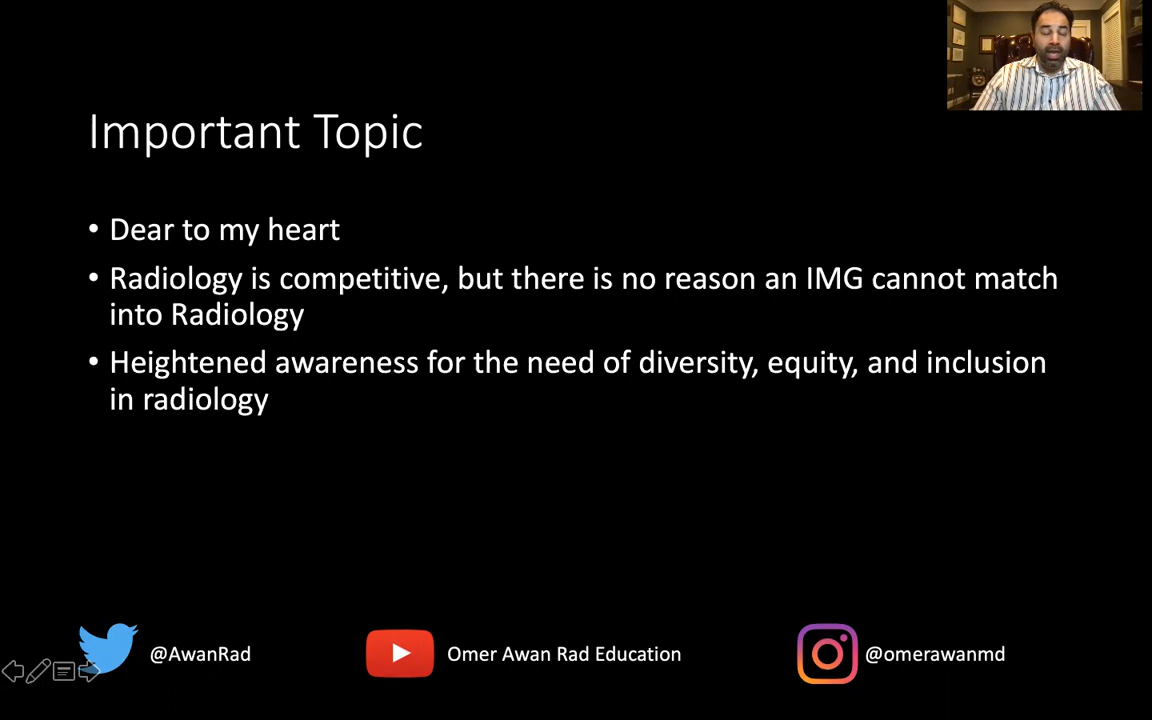 Important Topic
• Dear to my heart
• Radiology is competitive, but there is no reason an IMG cannot match
into Radiology
• Heightened awareness for the need of diversity, equity, and inclusion
in radiology
@AwanRad
Omer Awan Rad Education
@omerawanmd